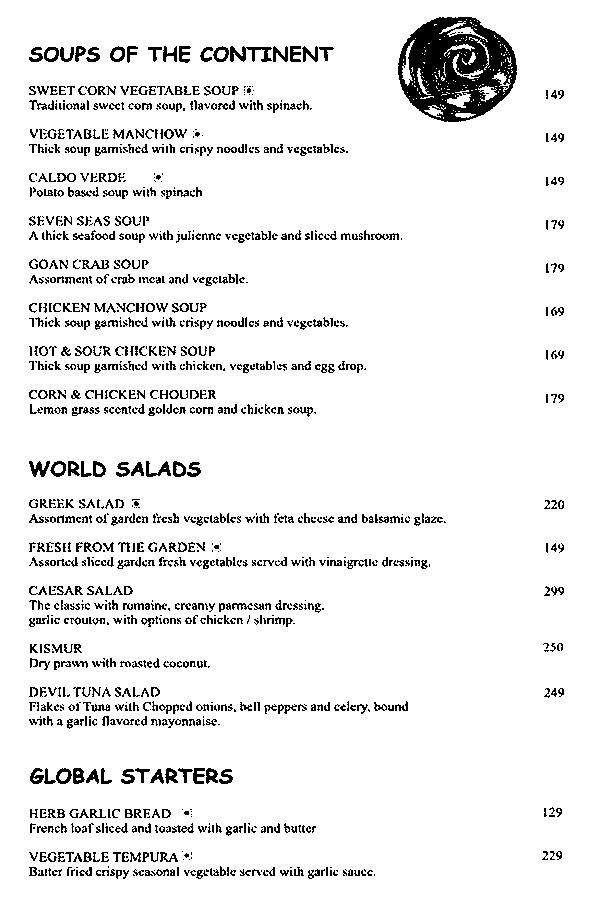 SOUPS OF THE CONTINENT
SWEET CORN VEGETABLE SOUP 149
Traditional sweet corn soup, flavored with spinach.
VEGETABLE MANCHOW 149
Thick soup garnished with crispy noodles and vegetables.
CALDO VERDE 149
Potato based soup with spinach
SEVEN SEAS SOUP 179
A thick seafood soup with julienne vegetable and sliced mushroom.
GOAN CRAB SOUP 179
Assortment of crab meat and vegetable.
CHICKEN MANCHOW SOUP 169
Thick soup garnished with crispy noodles and vegetables.
HOT & SOUR CHICKEN SOUP 169
Thick soup garnished with chicken, vegetables and egg drop.
CORN & CHICKEN CHOUDER 179
Lemon grass scented golden corn and chicken soup.
WORLD SALADS
GREEK SALAD 220
Assortment of garden fresh vegetables with feta cheese and balsamic glaze.
FRESH FROM THE GARDEN 149
Assorted sliced garden fresh vegetables served with vinaigrette dressing.
CAESAR SALAD 299
The classic with romaine, creamy parmesan dressing.
garlic crouton, with options of chicken / shrimp.
KISMUR 250
Dry prawn with roasted coconut.
DEVIL TUNA SALAD 249
Flakes of Tuna with Chopped onions, bell peppers and celery, bound
with a garlic flavored mayonnaise.
GLOBAL STARTERS
HERB GARLIC BREAD 129
French loaf sliced and toasted with garlic and butter
VEGETABLE TEMPURA 229
Batter fried crispy seasonal vegetable served with garlic sauce.